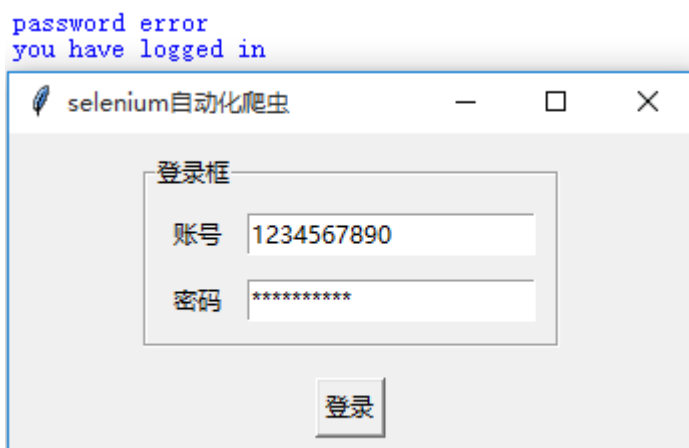 password error
you have logged in
selenium自动化爬虫
登录框
账号 1234567890
密码 **********
登录